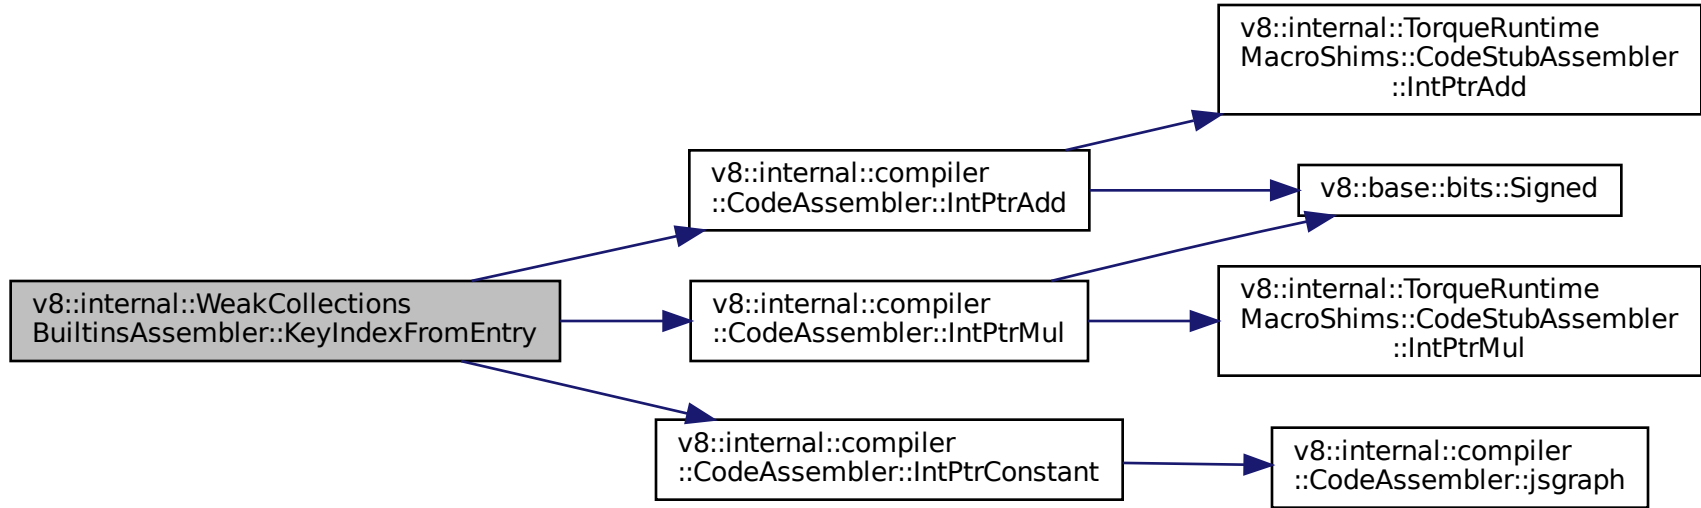 v8::internal::WeakCollections
BuiltinsAssembler::KeyIndexFromEntry
v8::internal::compiler
::CodeAssembler::IntPtrAdd
v8::internal::compiler
::CodeAssembler::IntPtrMul
v8::internal::compiler
::CodeAssembler::IntPtrConstant
v8::internal::TorqueRuntime
MacroShims::CodeStubAssembler
::IntPtrAdd
v8::base::bits::Signed
v8::internal::TorqueRuntime
MacroShims::CodeStubAssembler
::IntPtrMul
v8::internal::compiler
::CodeAssembler::jsgraph